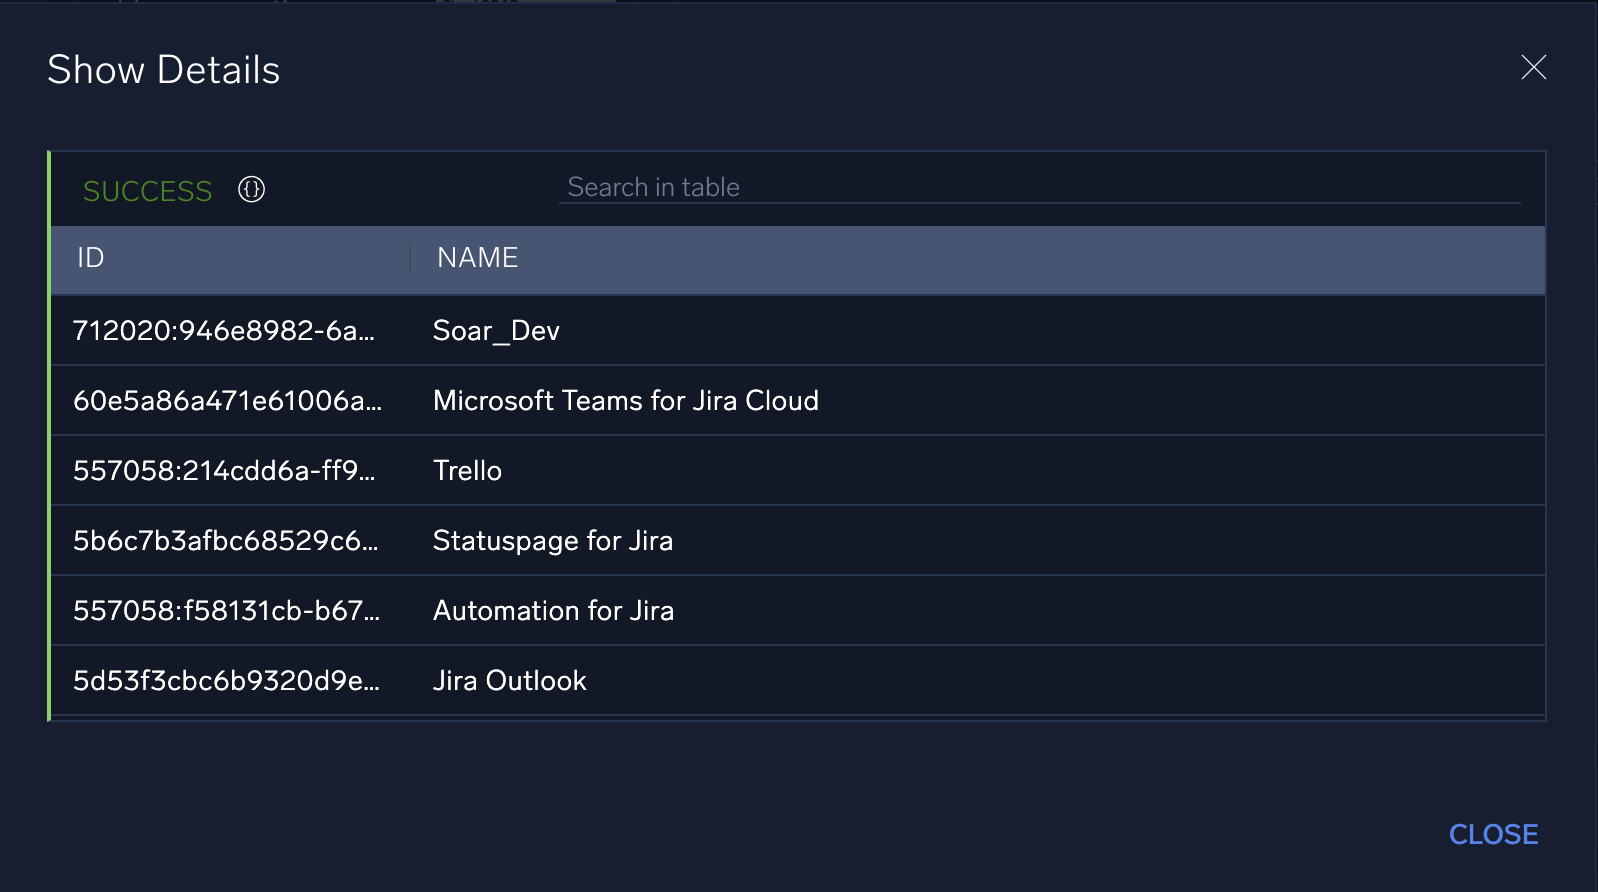 Show Details
SUCCESS {} Search in table
ID NAME
712020:946e8982-6a... Soar_Dev
60e5a86a471e61006a... Microsoft Teams for Jira Cloud
557058:214cdd6a-ff9... Trello
5b6c7b3afbc68529c6... Statuspage for Jira
557058:f58131cb-b67... Automation for Jira
5d53f3cbc6b9320d9e... Jira Outlook
CLOSE